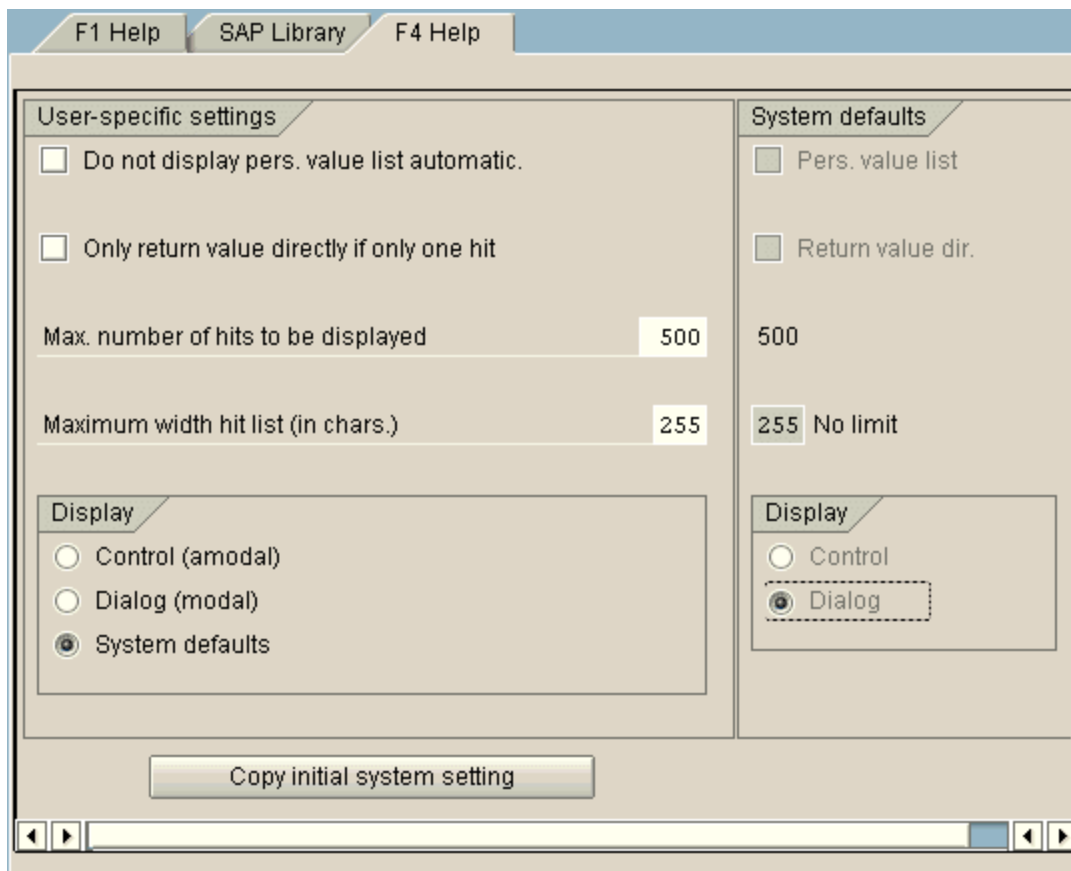 F1 Help
SAP Library
F4 Help
User-specific settings
Do not display pers. value list automatic.
Only return value directly if only one hit
Max. number of hits to be displayed 500
Maximum width hit list (in chars.) 255
Display
Control (amodal)
Dialog (modal)
System defaults
System defaults
Pers. value list
Return value dir.
500
255 No limit
Display
Control
Dialog
Copy initial system setting